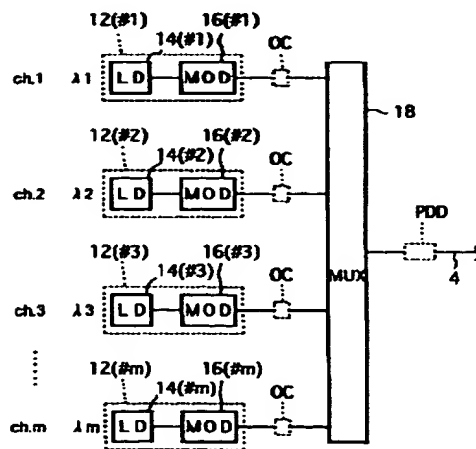 12(#1) 16(#1) OC
14(#1)
ch.1 λ1 LD MOD
18
12(#2) 16(#2) OC
14(#2)
ch.2 λ2 LD MOD
PDD
12(#3) 16(#3) OC
14(#3)
MUX 4
ch.3 λ3 LD MOD
12(#m) 16(#m) OC
14(#m)
ch.m λm LD MOD